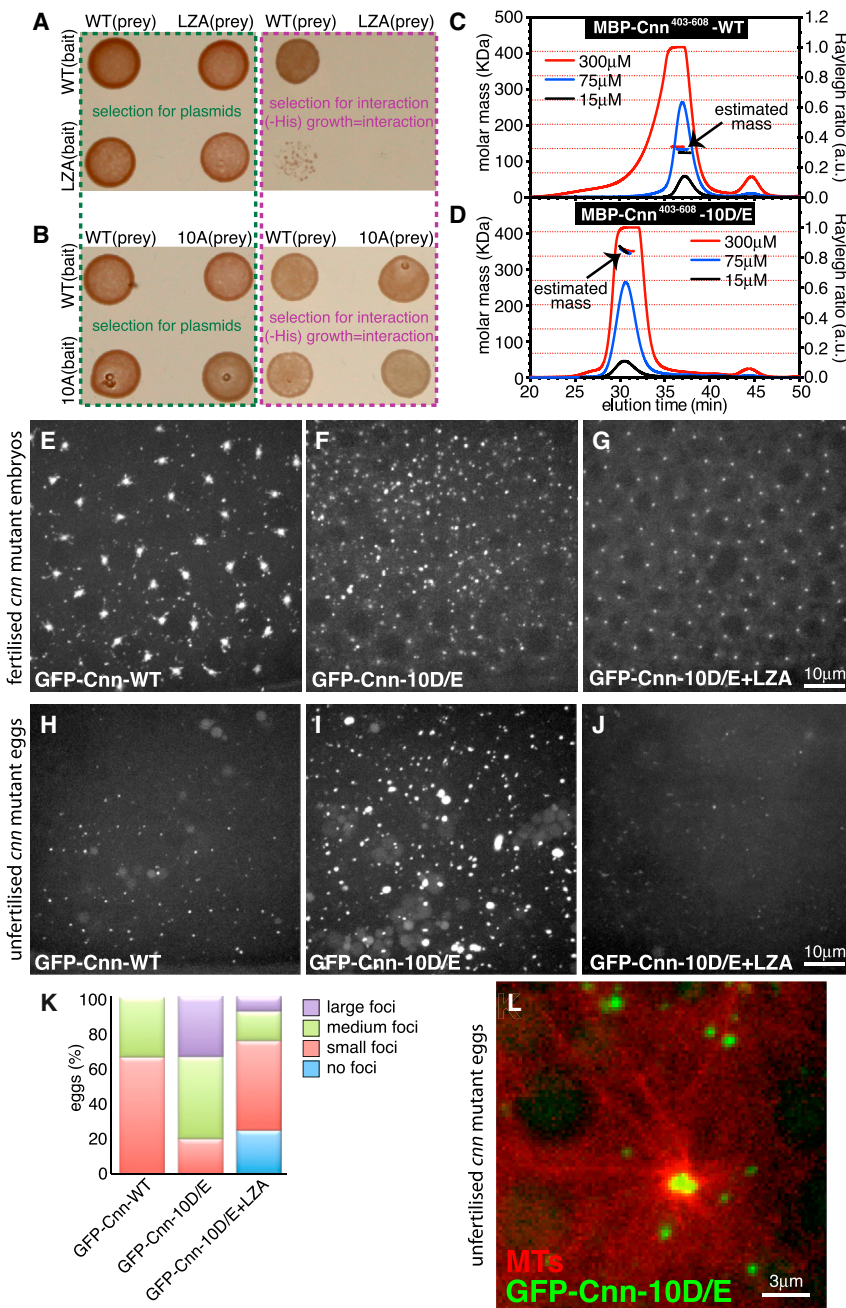 A
WT(prey) LZA(prey) WT(prey) LZA(prey)
WT(bait)
selection for plasmids
selection for interaction
(-His) growth=interaction
LZA(bait)
B
WT(prey) 10A(prey) WT(prey) 10A(prey)
WT(bait)
selection for plasmids
selection for interaction
(-His) growth=interaction
10A(bait)
C
MBP-Cnn⁴⁰³⁻⁶⁰⁸-WT
molar mass (KDa)
500
400
300
200
100
0
300μM
75μM
15μM
estimated
mass
Rayleigh ratio (a.u.)
1.2
1.0
0.8
0.6
0.4
0.2
0.0
D
MBP-Cnn⁴⁰³⁻⁶⁰⁸-10D/E
molar mass (KDa)
400
300
200
100
0
300μM
75μM
15μM
estimated
mass
Rayleigh ratio (a.u.)
1.0
0.8
0.6
0.4
0.2
0.0
20 25 30 35 40 45 50
elution time (min)
fertilised cnn mutant embryos
E
GFP-Cnn-WT
F
GFP-Cnn-10D/E
G
GFP-Cnn-10D/E+LZA
10μm
unfertilised cnn mutant eggs
H
GFP-Cnn-WT
I
GFP-Cnn-10D/E
J
GFP-Cnn-10D/E+LZA
10μm
K
eggs (%)
100
80
60
40
20
0
large foci
medium foci
small foci
no foci
GFP-Cnn-WT
GFP-Cnn-10D/E
GFP-Cnn-10D/E+LZA
unfertilised cnn mutant eggs
L
MTs
GFP-Cnn-10D/E
3μm